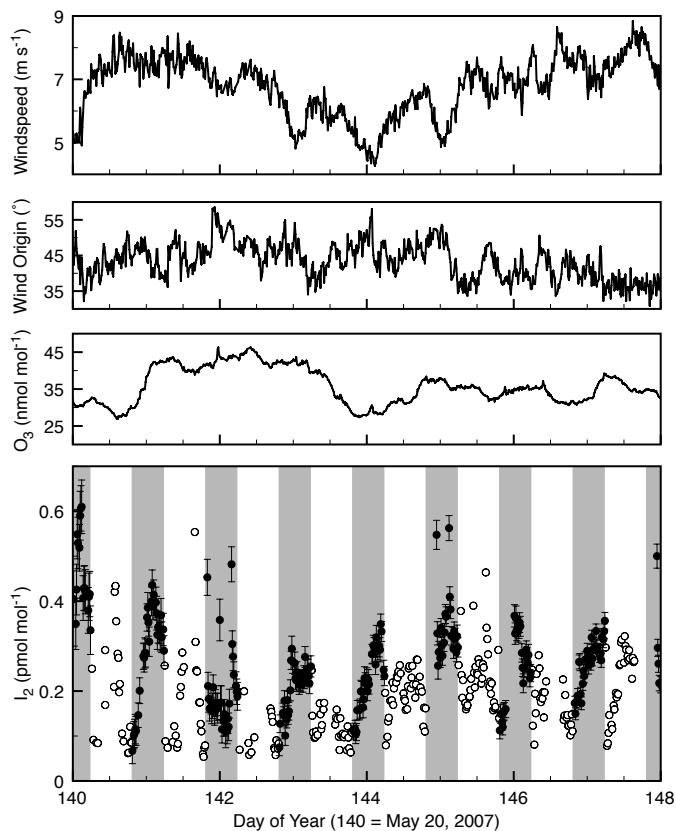 9
7
5
Windspeed (m s⁻¹)
55
45
35
Wind Origin (°)
45
35
25
O₃ (nmol mol⁻¹)
0.6
0.4
0.2
0
I₂ (pmol mol⁻¹)
140 142 144 146 148
Day of Year (140 = May 20, 2007)